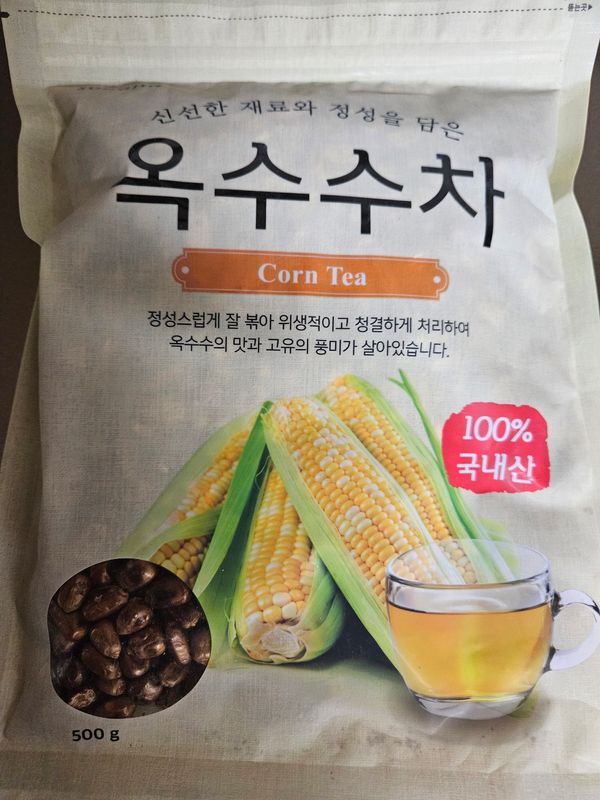 뜯는곳▶
신선한 재료와 정성을 담은
옥수수차
Corn Tea
정성스럽게 잘 볶아 위생적이고 청결하게 처리하여
옥수수의 맛과 고유의 풍미가 살아있습니다.
100%
국내산
500 g